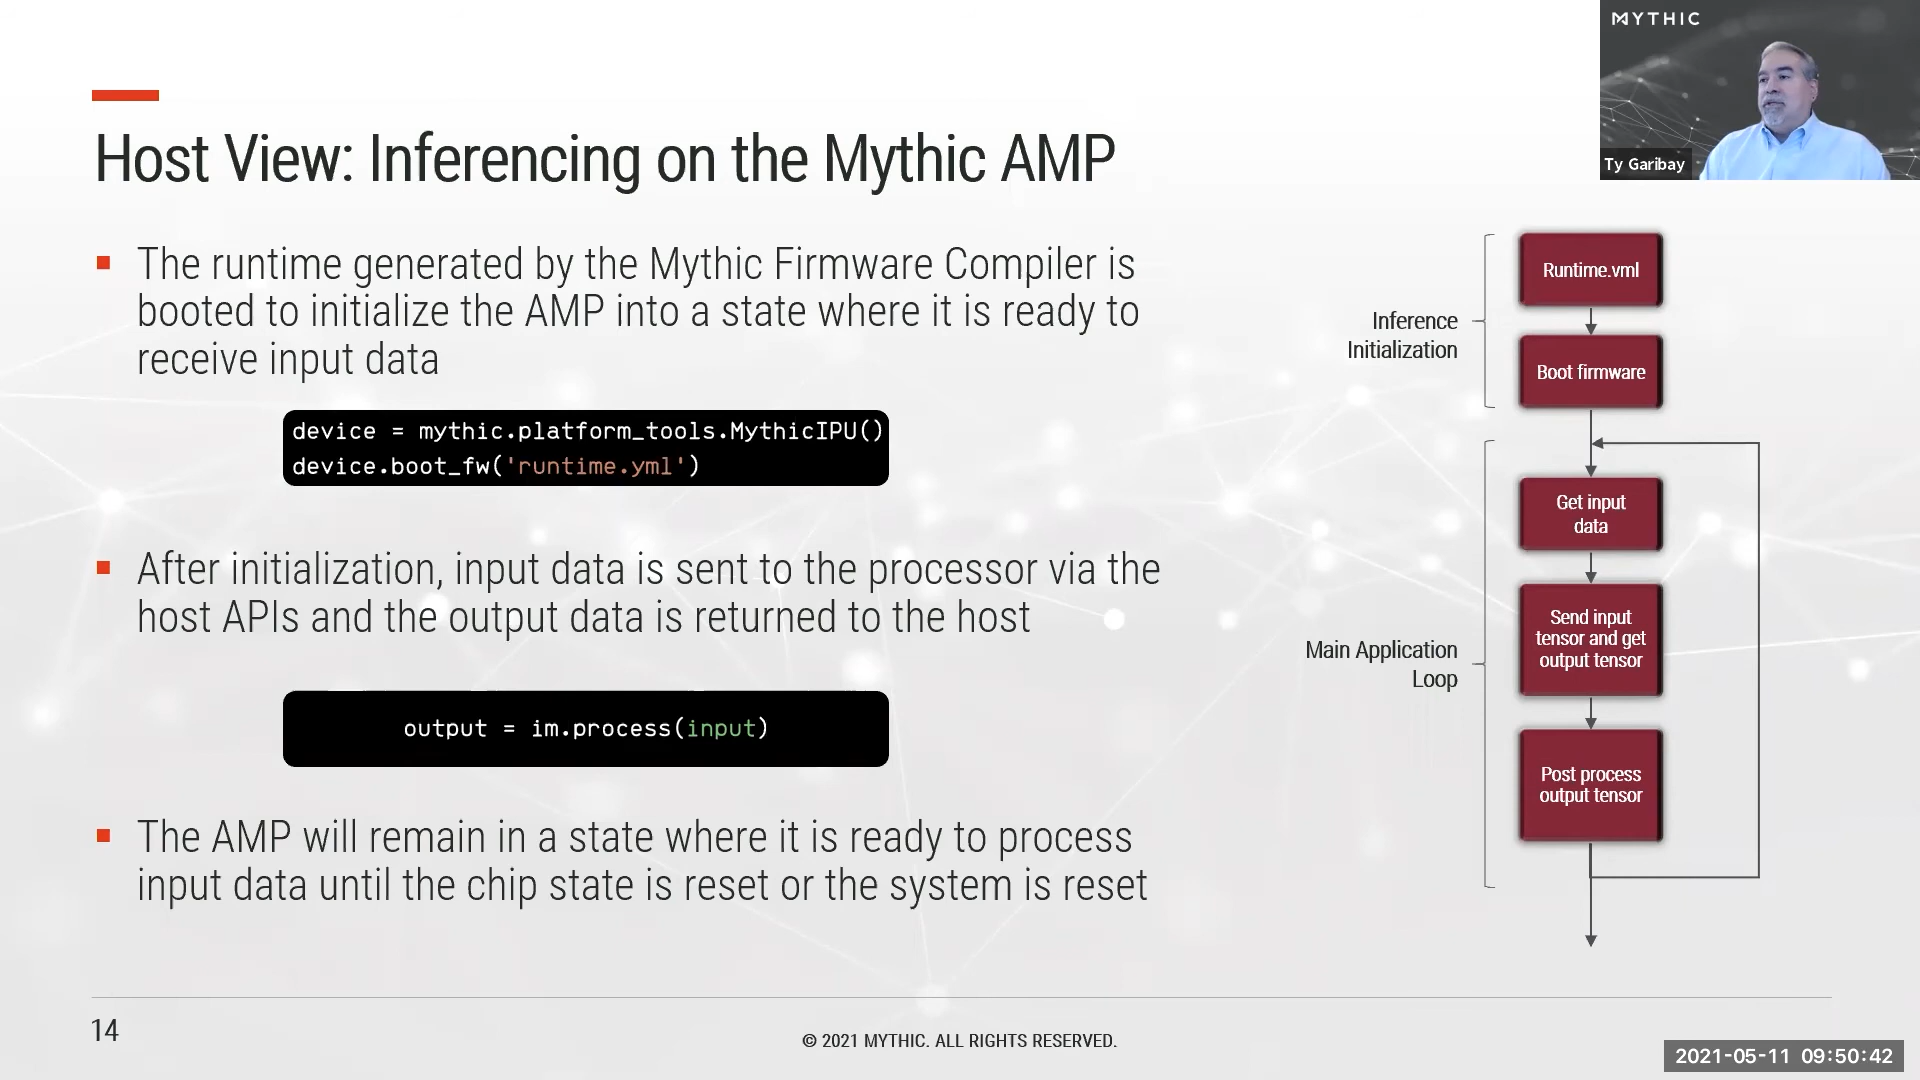 MYTHIC
Ty Garibay
Host View: Inferencing on the Mythic AMP
▪ The runtime generated by the Mythic Firmware Compiler is
booted to initialize the AMP into a state where it is ready to
receive input data
device = mythic.platform_tools.MythicIPU()
device.boot_fw('runtime.yml')
▪ After initialization, input data is sent to the processor via the
host APIs and the output data is returned to the host
output = im.process(input)
▪ The AMP will remain in a state where it is ready to process
input data until the chip state is reset or the system is reset
Inference
Initialization
Runtime.vml
Boot firmware
Main Application
Loop
Get input
data
Send input
tensor and get
output tensor
Post process
output tensor
14
© 2021 MYTHIC. ALL RIGHTS RESERVED.
2021-05-11 09:50:42